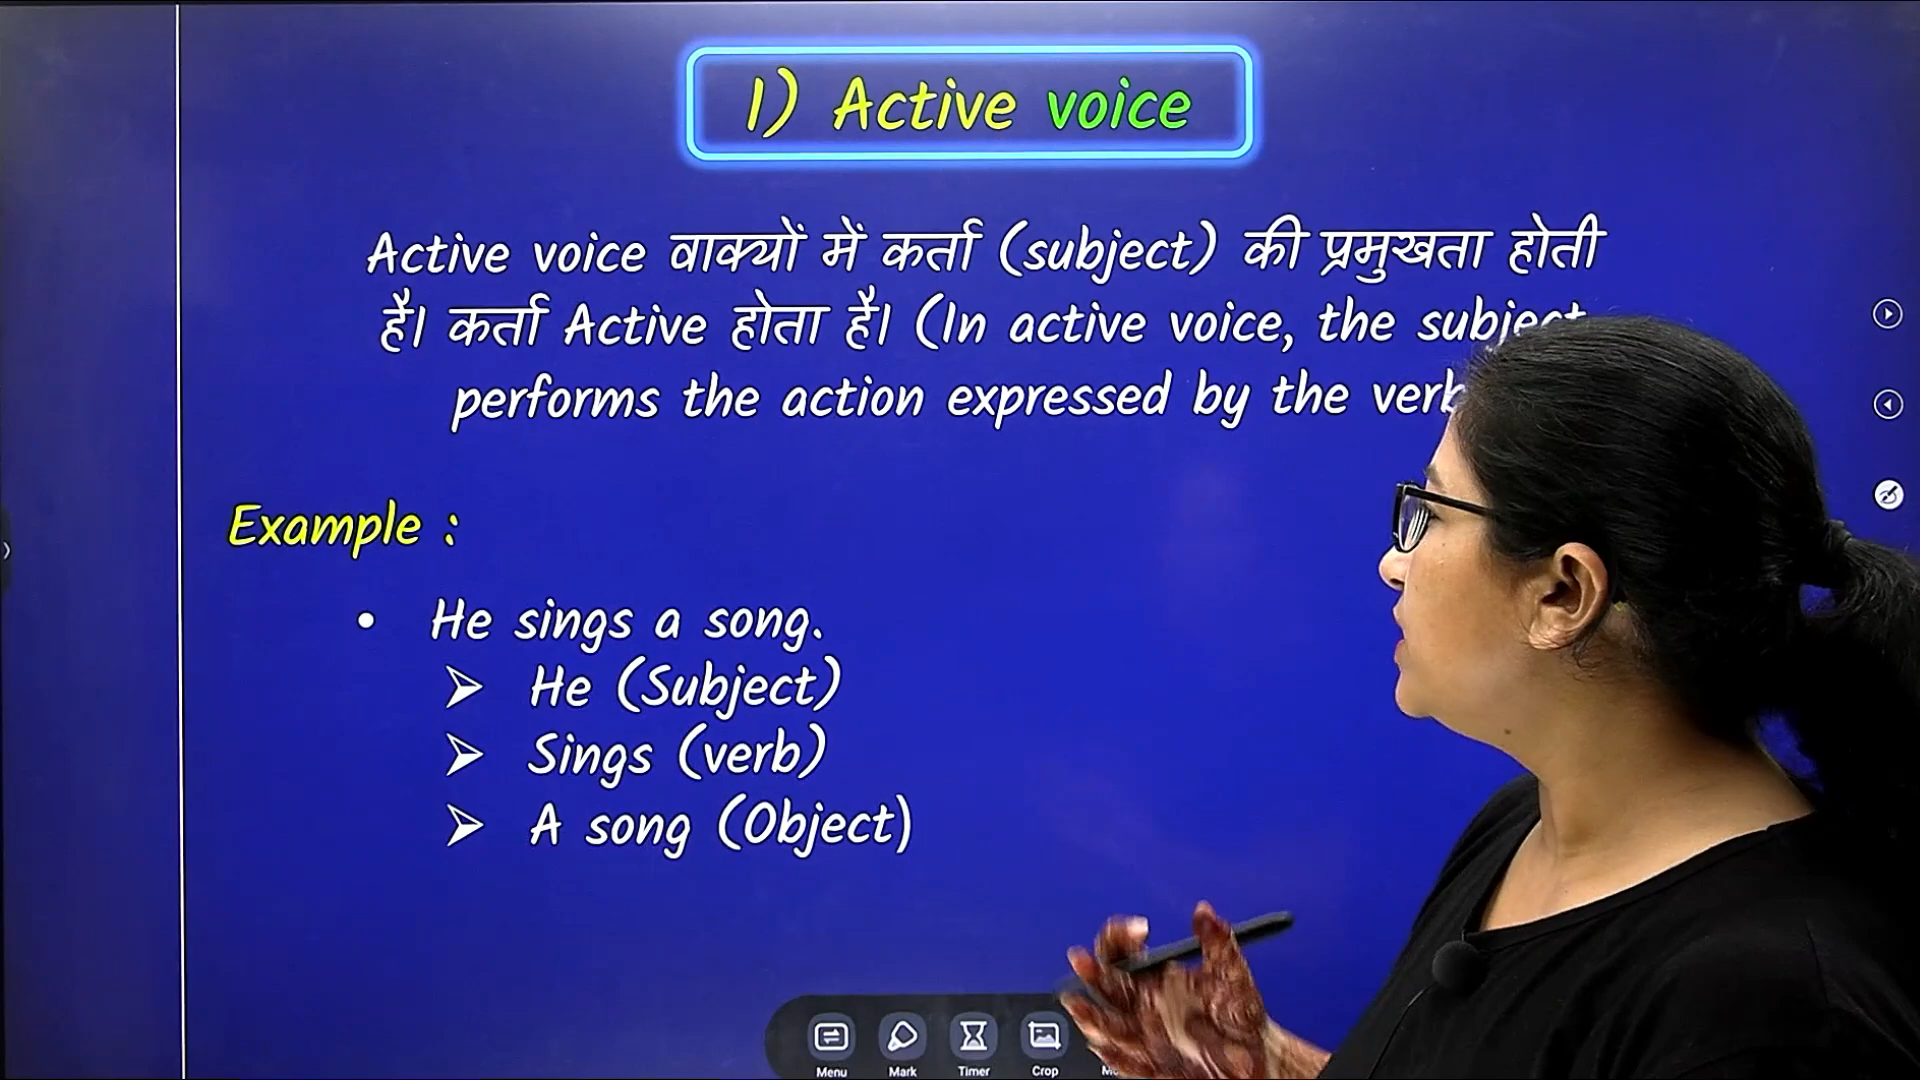 1) Active voice
Active voice वाक्यों में कर्ता (subject) की प्रमुखता होती
है। कर्ता Active होता है। (In active voice, the subject
performs the action expressed by the verb
Example :
• He sings a song.
➢ He (Subject)
➢ Sings (verb)
➢ A song (Object)
Menu Mark Timer Crop